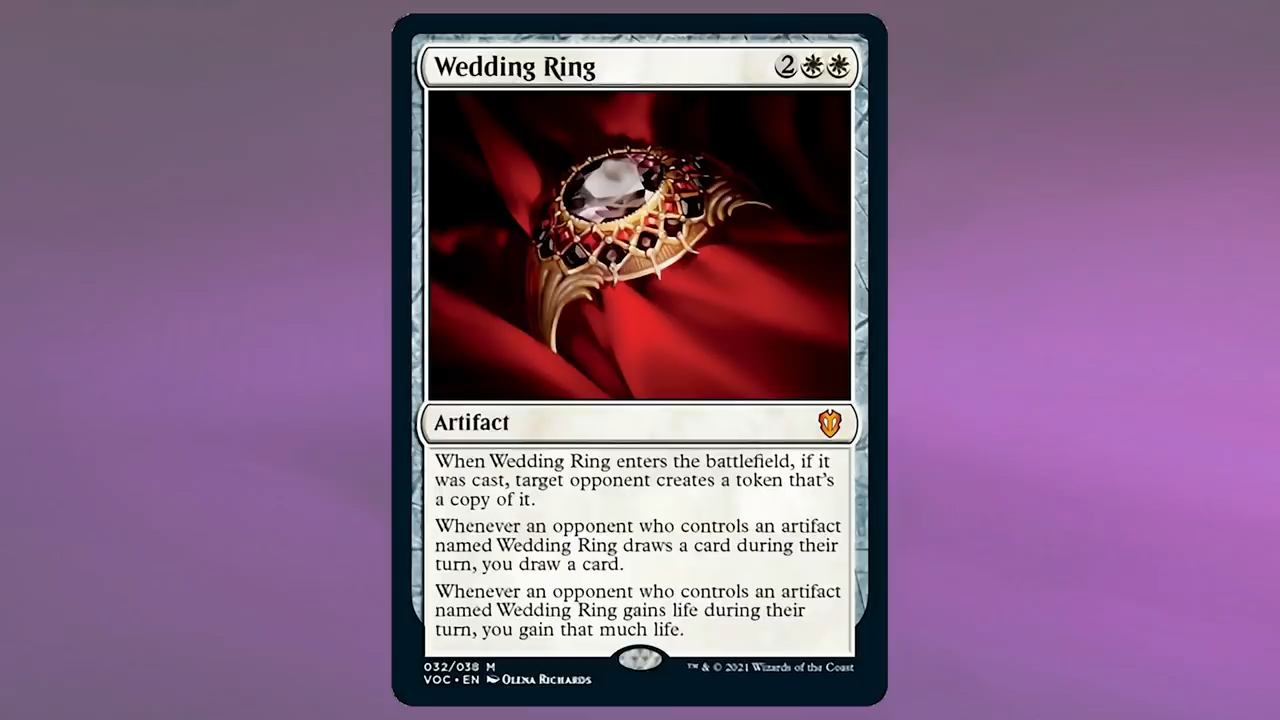 Wedding Ring 2
Artifact
When Wedding Ring enters the battlefield, if it
was cast, target opponent creates a token that's
a copy of it.
Whenever an opponent who controls an artifact
named Wedding Ring draws a card during their
turn, you draw a card.
Whenever an opponent who controls an artifact
named Wedding Ring gains life during their
turn, you gain that much life.
032/038 M ™ & © 2021 Wizards of the Coast
VOC • EN Olena Richards